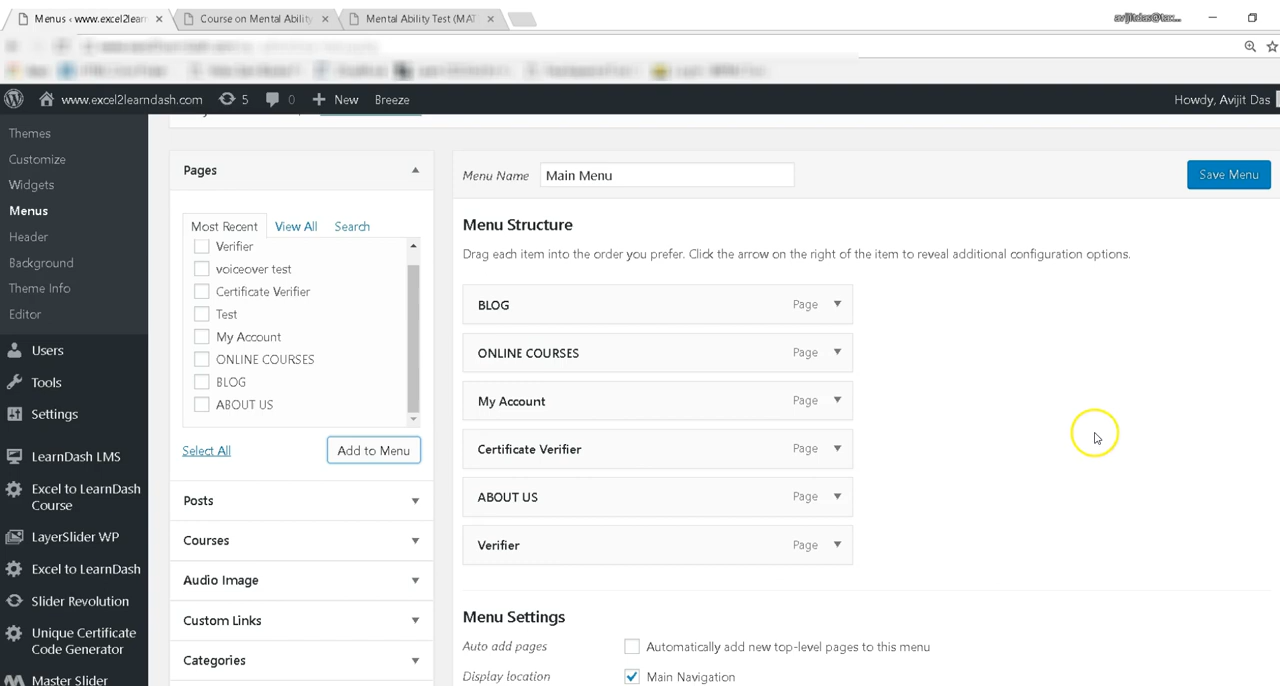 Menus ‹ www.excel2learn
Course on Mental Ability
Mental Ability Test (MAT
www.excel2learndash.com
5
0
New
Breeze
Howdy, Avijit Das
Themes
Customize
Widgets
Menus
Header
Background
Theme Info
Editor
Users
Tools
Settings
LearnDash LMS
Excel to LearnDash
Course
LayerSlider WP
Excel to LearnDash
Slider Revolution
Unique Certificate
Code Generator
Master Slider
Pages
Most Recent
View All
Search
Verifier
voiceover test
Certificate Verifier
Test
My Account
ONLINE COURSES
BLOG
ABOUT US
Select All
Add to Menu
Posts
Courses
Audio Image
Custom Links
Categories
Menu Name
Main Menu
Save Menu
Menu Structure
Drag each item into the order you prefer. Click the arrow on the right of the item to reveal additional configuration options.
BLOG Page
ONLINE COURSES Page
My Account Page
Certificate Verifier Page
ABOUT US Page
Verifier Page
Menu Settings
Auto add pages
Automatically add new top-level pages to this menu
Display location
Main Navigation